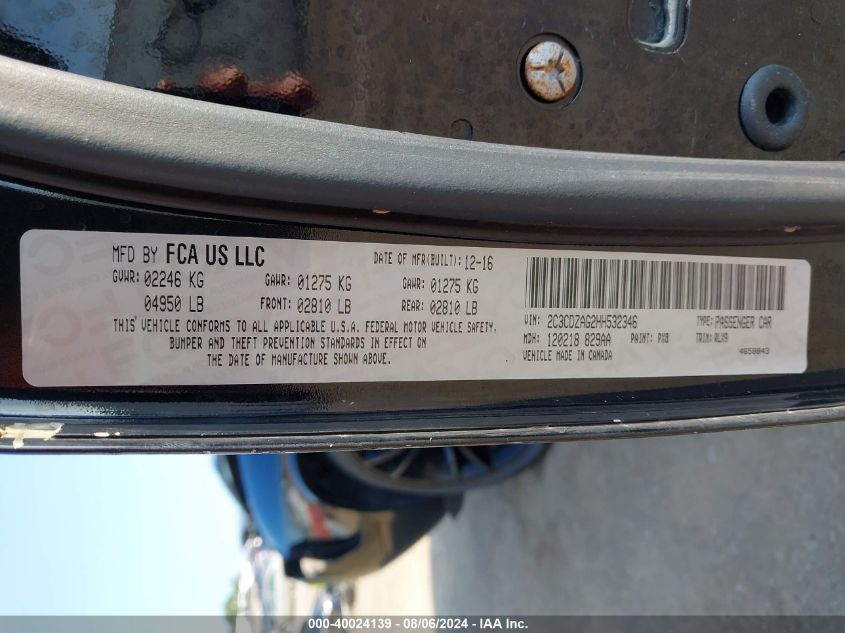 MFD BY FCA US LLC
DATE OF MFR(BUILT): 12-16
GVWR: 02246 KG
GAWR: 01275 KG
GAWR: 01275 KG
04950 LB
FRONT: 02810 LB
REAR: 02810 LB
THIS VEHICLE CONFORMS TO ALL APPLICABLE U.S.A. FEDERAL MOTOR VEHICLE SAFETY,
BUMPER AND THEFT PREVENTION STANDARDS IN EFFECT ON
THE DATE OF MANUFACTURE SHOWN ABOVE.
VIN: 2C3CDZAG2HH532346
TYPE: PASSENGER CAR
MDH: 120218 829AA
PAINT: PX8
TRIM: RLX9
VEHICLE MADE IN CANADA
4658843
000-40024139 - 08/06/2024 - IAA Inc.